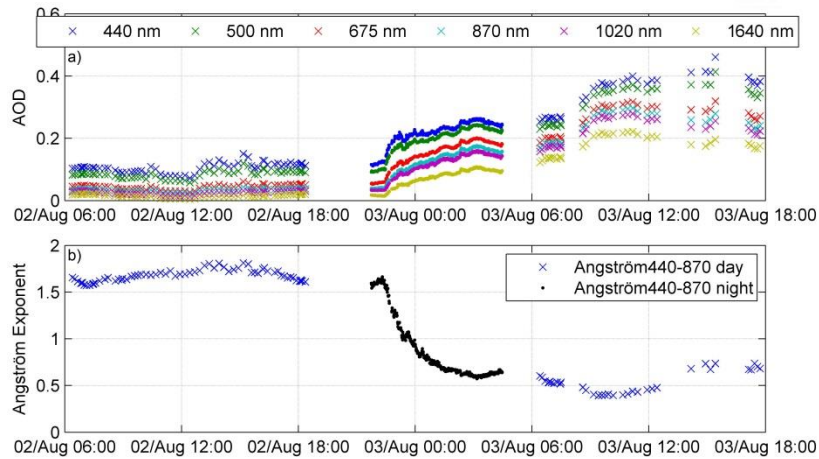 0.6
440 nm 500 nm 675 nm 870 nm 1020 nm 1640 nm
a)
0.4
AOD
0.2
0
02/Aug 06:00 02/Aug 12:00 02/Aug 18:00 03/Aug 00:00 03/Aug 06:00 03/Aug 12:00 03/Aug 18:00
2
b)
Angström440-870 day
Angström440-870 night
1.5
Angström Exponent
1
0.5
0
02/Aug 06:00 02/Aug 12:00 02/Aug 18:00 03/Aug 00:00 03/Aug 06:00 03/Aug 12:00 03/Aug 18:00